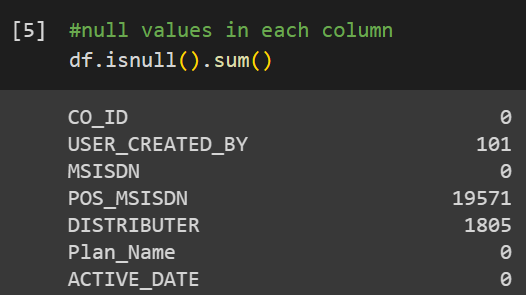 [5] #null values in each column
df.isnull().sum()
CO_ID 0
USER_CREATED_BY 101
MSISDN 0
POS_MSISDN 19571
DISTRIBUTER 1805
Plan_Name 0
ACTIVE_DATE 0